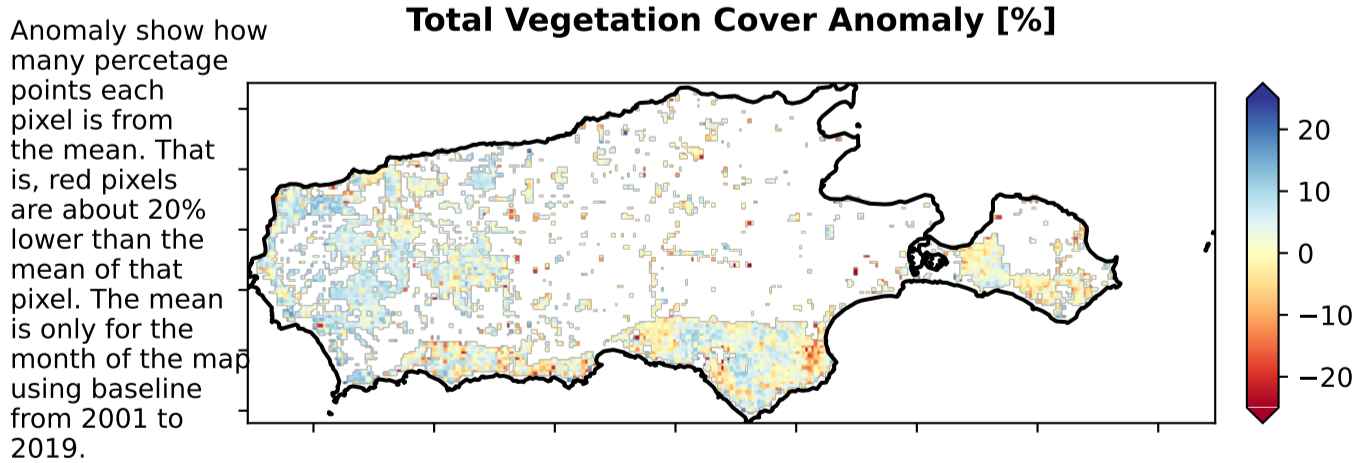 Total Vegetation Cover Anomaly [%]
Anomaly show how
many percetage
points each
pixel is from
the mean. That
is, red pixels
are about 20%
lower than the
mean of that
pixel. The mean
is only for the
month of the map
using baseline
from 2001 to
2019.
20
10
0
−10
−20